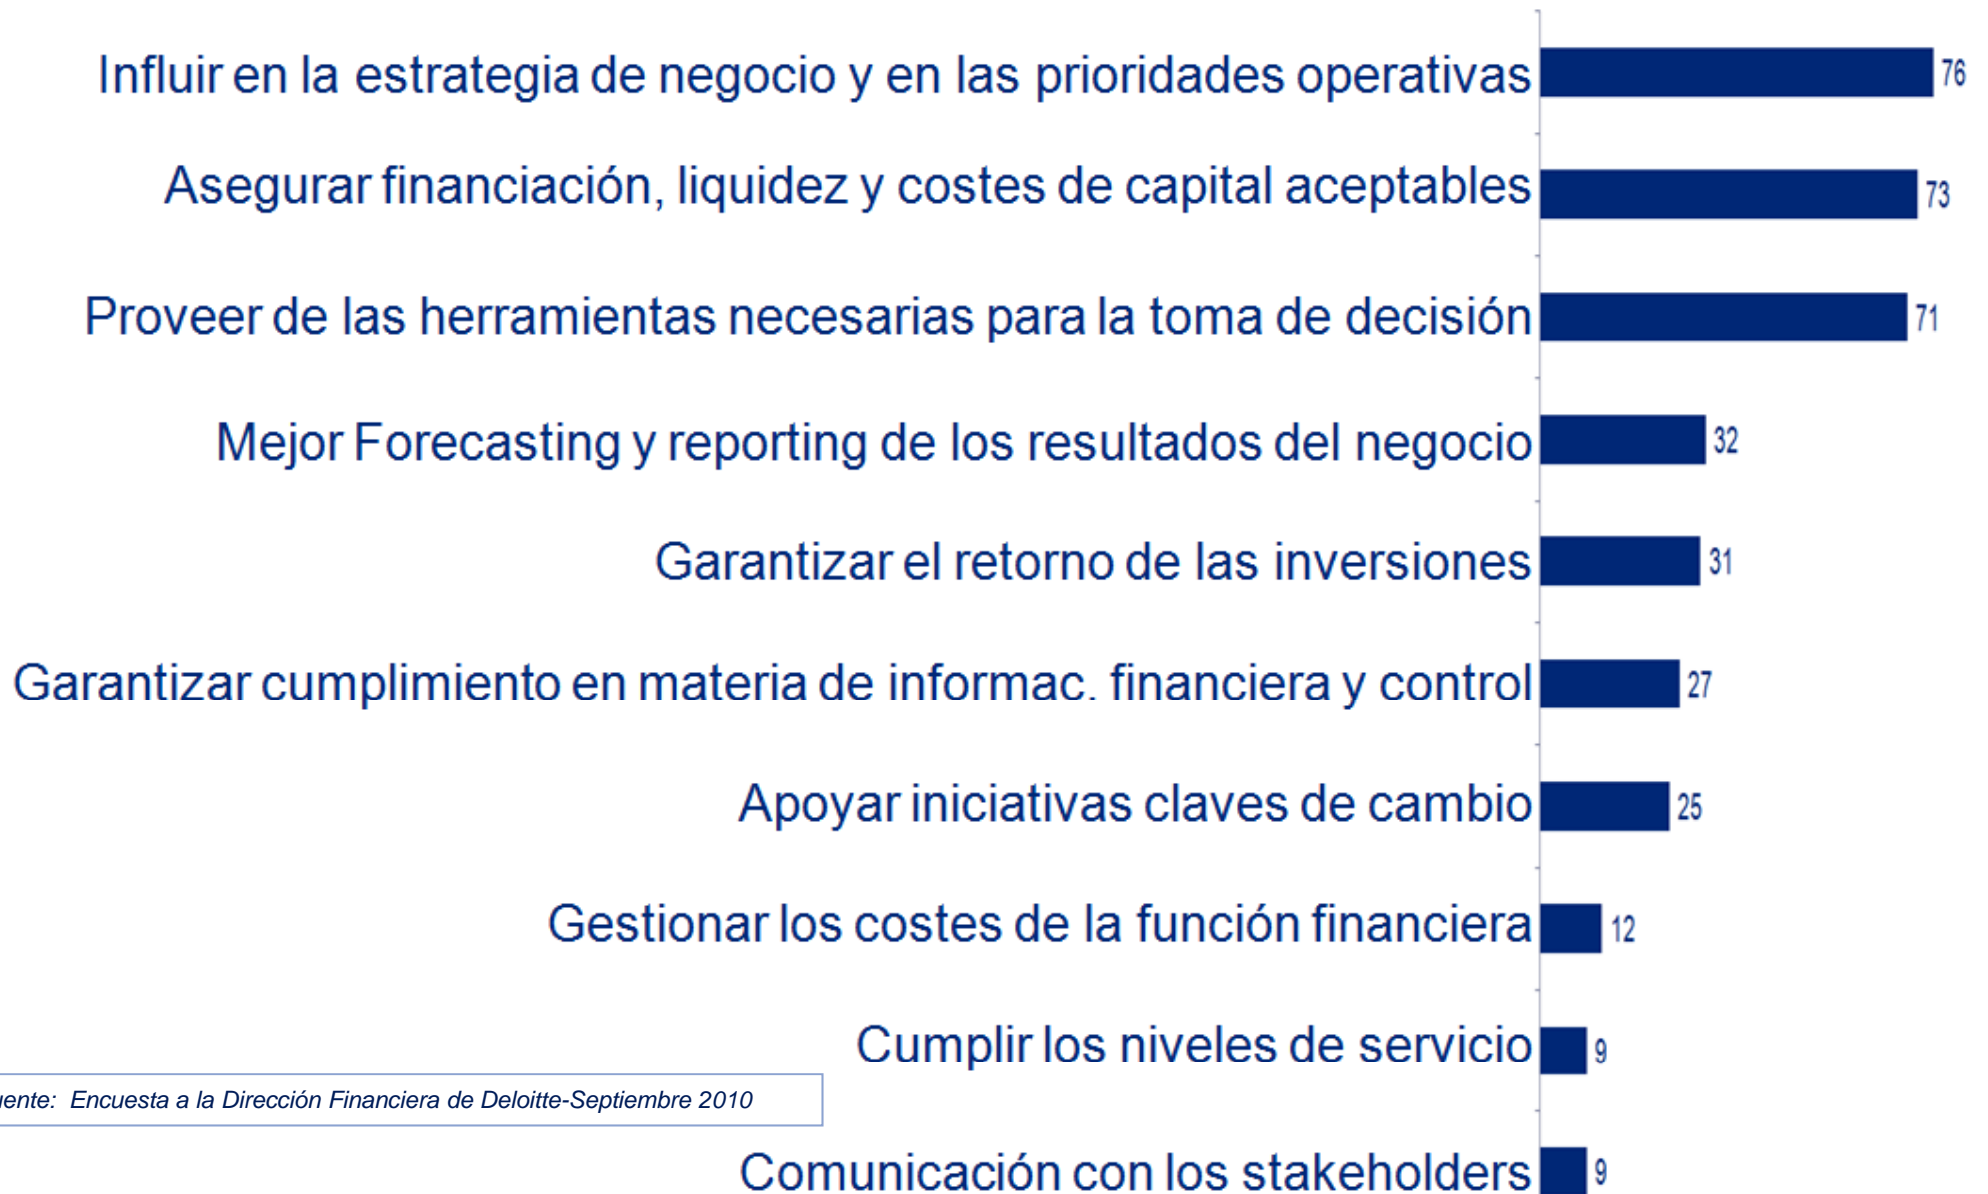 Influir en la estrategia de negocio y en las prioridades operativas 76
Asegurar financiación, liquidez y costes de capital aceptables 73
Proveer de las herramientas necesarias para la toma de decisión 71
Mejor Forecasting y reporting de los resultados del negocio 32
Garantizar el retorno de las inversiones 31
Garantizar cumplimiento en materia de informac. financiera y control 27
Apoyar iniciativas claves de cambio 25
Gestionar los costes de la función financiera 12
Cumplir los niveles de servicio 9
uente: Encuesta a la Dirección Financiera de Deloitte-Septiembre 2010
Comunicación con los stakeholders 9